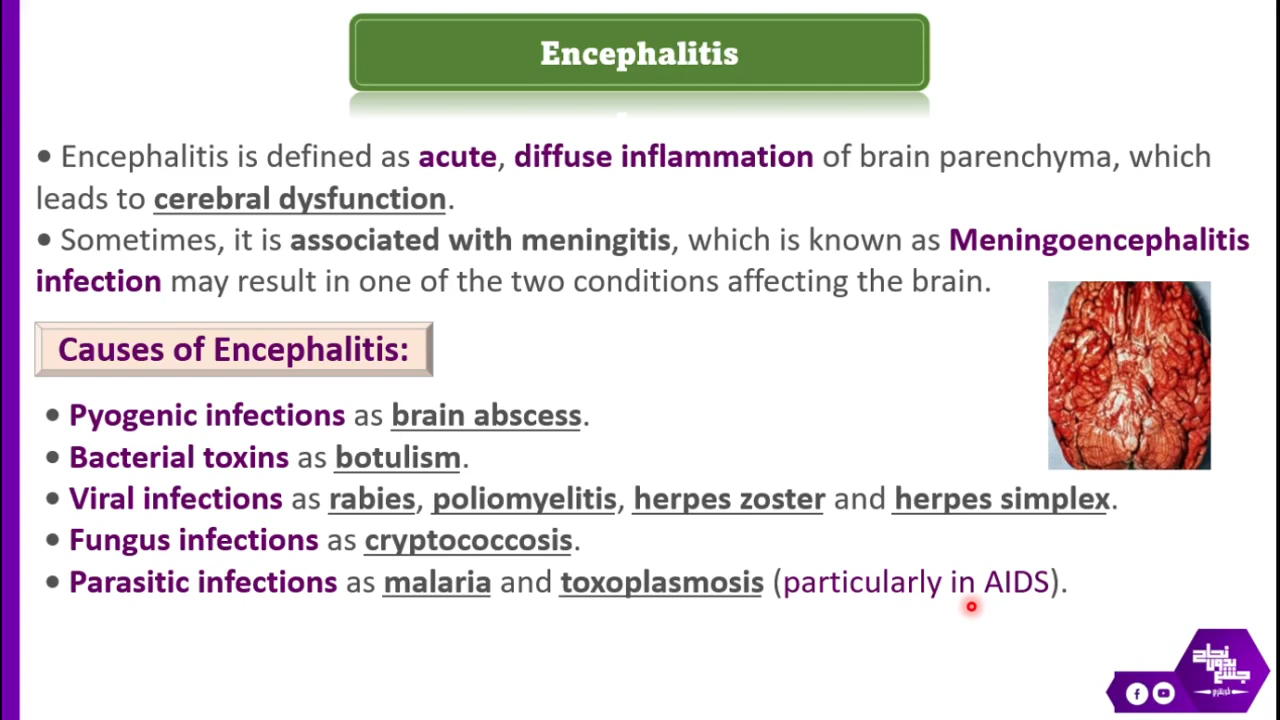 Encephalitis
• Encephalitis is defined as acute, diffuse inflammation of brain parenchyma, which
leads to cerebral dysfunction.
• Sometimes, it is associated with meningitis, which is known as Meningoencephalitis
infection may result in one of the two conditions affecting the brain.
Causes of Encephalitis:
• Pyogenic infections as brain abscess.
• Bacterial toxins as botulism.
• Viral infections as rabies, poliomyelitis, herpes zoster and herpes simplex.
• Fungus infections as cryptococcosis.
• Parasitic infections as malaria and toxoplasmosis (particularly in AIDS).
نجاح
بدون